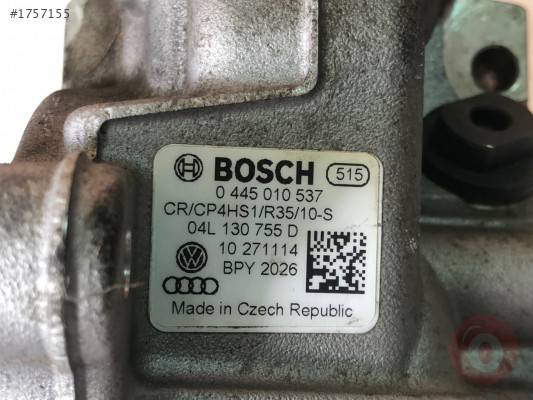 #1757155
BOSCH 515
0 445 010 537
CR/CP4HS1/R35/10-S
04L 130 755 D
10 271114
BPY 2026
Made in Czech Republic